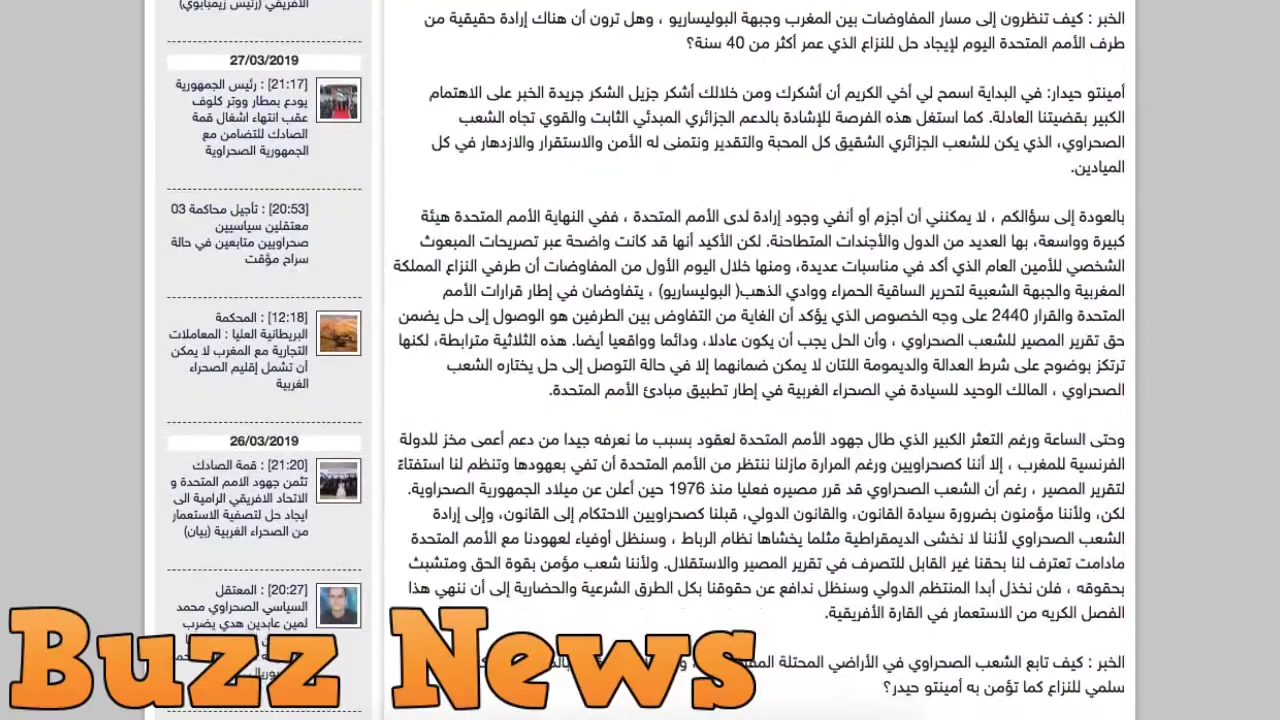 الخبر : كيف تنظرون إلى مسار المفاوضات بين المغرب وجبهة البوليساريو ، وهل ترون أن هناك إرادة حقيقية من
طرف الأمم المتحدة اليوم لإيجاد حل للنزاع الذي عمر أكثر من 40 سنة؟
أمينتو حيدار: في البداية اسمح لي أخي الكريم أن أشكرك ومن خلالك أشكر جزيل الشكر جريدة الخبر على الاهتمام
الكبير بقضيتنا العادلة. كما استغل هذه الفرصة للإشادة بالدعم الجزائري المبدئي الثابت والقوي تجاه الشعب
الصحراوي، الذي يكن للشعب الجزائري الشقيق كل المحبة والتقدير ونتمنى له الأمن والاستقرار والازدهار في كل
الميادين.
بالعودة إلى سؤالكم ، لا يمكنني أن أجزم أو أنفي وجود إرادة لدى الأمم المتحدة ، ففي النهاية الأمم المتحدة هيئة
كبيرة وواسعة، بها العديد من الدول والأجندات المتطاحنة. لكن الأكيد أنها قد كانت واضحة عبر تصريحات المبعوث
الشخصي للأمين العام الذي أكد في مناسبات عديدة، ومنها خلال اليوم الأول من المفاوضات أن طرفي النزاع المملكة
المغربية والجبهة الشعبية لتحرير الساقية الحمراء ووادي الذهب( البوليساريو) ، يتفاوضان في إطار قرارات الأمم
المتحدة والقرار 2440 على وجه الخصوص الذي يؤكد أن الغاية من التفاوض بين الطرفين هو الوصول إلى حل يضمن
حق تقرير المصير للشعب الصحراوي ، وأن الحل يجب أن يكون عادلا، ودائما وواقعيا أيضا. هذه الثلاثية مترابطة، لكنها
ترتكز بوضوح على شرط العدالة والديمومة اللتان لا يمكن ضمانهما إلا في حالة التوصل إلى حل يختاره الشعب
الصحراوي ، المالك الوحيد للسيادة في الصحراء الغربية في إطار تطبيق مبادئ الأمم المتحدة.
وحتى الساعة ورغم التعثر الكبير الذي طال جهود الأمم المتحدة لعقود بسبب ما نعرفه جيدا من دعم أعمى مخز للدولة
الفرنسية للمغرب ، إلا أننا كصحراويين ورغم المرارة مازلنا ننتظر من الأمم المتحدة أن تفي بعهودها وتنظم لنا استفتاءً
لتقرير المصير ، رغم أن الشعب الصحراوي قد قرر مصيره فعليا منذ 1976 حين أعلن عن ميلاد الجمهورية الصحراوية.
لكن، ولأننا مؤمنون بضرورة سيادة القانون، والقانون الدولي، قبلنا كصحراويين الاحتكام إلى القانون، وإلى إرادة
الشعب الصحراوي لأننا لا نخشى الديمقراطية مثلما يخشاها نظام الرباط ، وسنظل أوفياء لعهودنا مع الأمم المتحدة
مادامت تعترف لنا بحقنا غير القابل للتصرف في تقرير المصير والاستقلال. ولأننا شعب مؤمن بقوة الحق ومتشبث
بحقوقه ، فلن نخذل أبدا المنتظم الدولي وسنظل ندافع عن حقوقنا بكل الطرق الشرعية والحضارية إلى أن ننهي هذا
الفصل الكريه من الاستعمار في القارة الأفريقية.
الخبر : كيف تابع الشعب الصحراوي في الأراضي المحتلة
سلمي للنزاع كما تؤمن به أمينتو حيدر؟
الافريقي (رئيس زيمبابوي)
27/03/2019
[21:17] : رئيس الجمهورية
يودع بمطار ووتر كلوف
عقب انتهاء اشغال قمة
الصادك للتضامن مع
الجمهورية الصحراوية
[20:53] : تأجيل محاكمة 03
معتقلين سياسيين
صحراويين متابعين في حالة
سراح مؤقت
[12:18] : المحكمة
البريطانية العليا : المعاملات
التجارية مع المغرب لا يمكن
أن تشمل إقليم الصحراء
الغربية
26/03/2019
[21:20] : قمة الصادك
تثمن جهود الامم المتحدة و
الاتحاد الافريقي الرامية الى
ايجاد حل لتصفية الاستعمار
من الصحراء الغربية (بيان)
[20:27] : المعتقل
السياسي الصحراوي محمد
لمين عابدين هدي يضرب
Buzz News